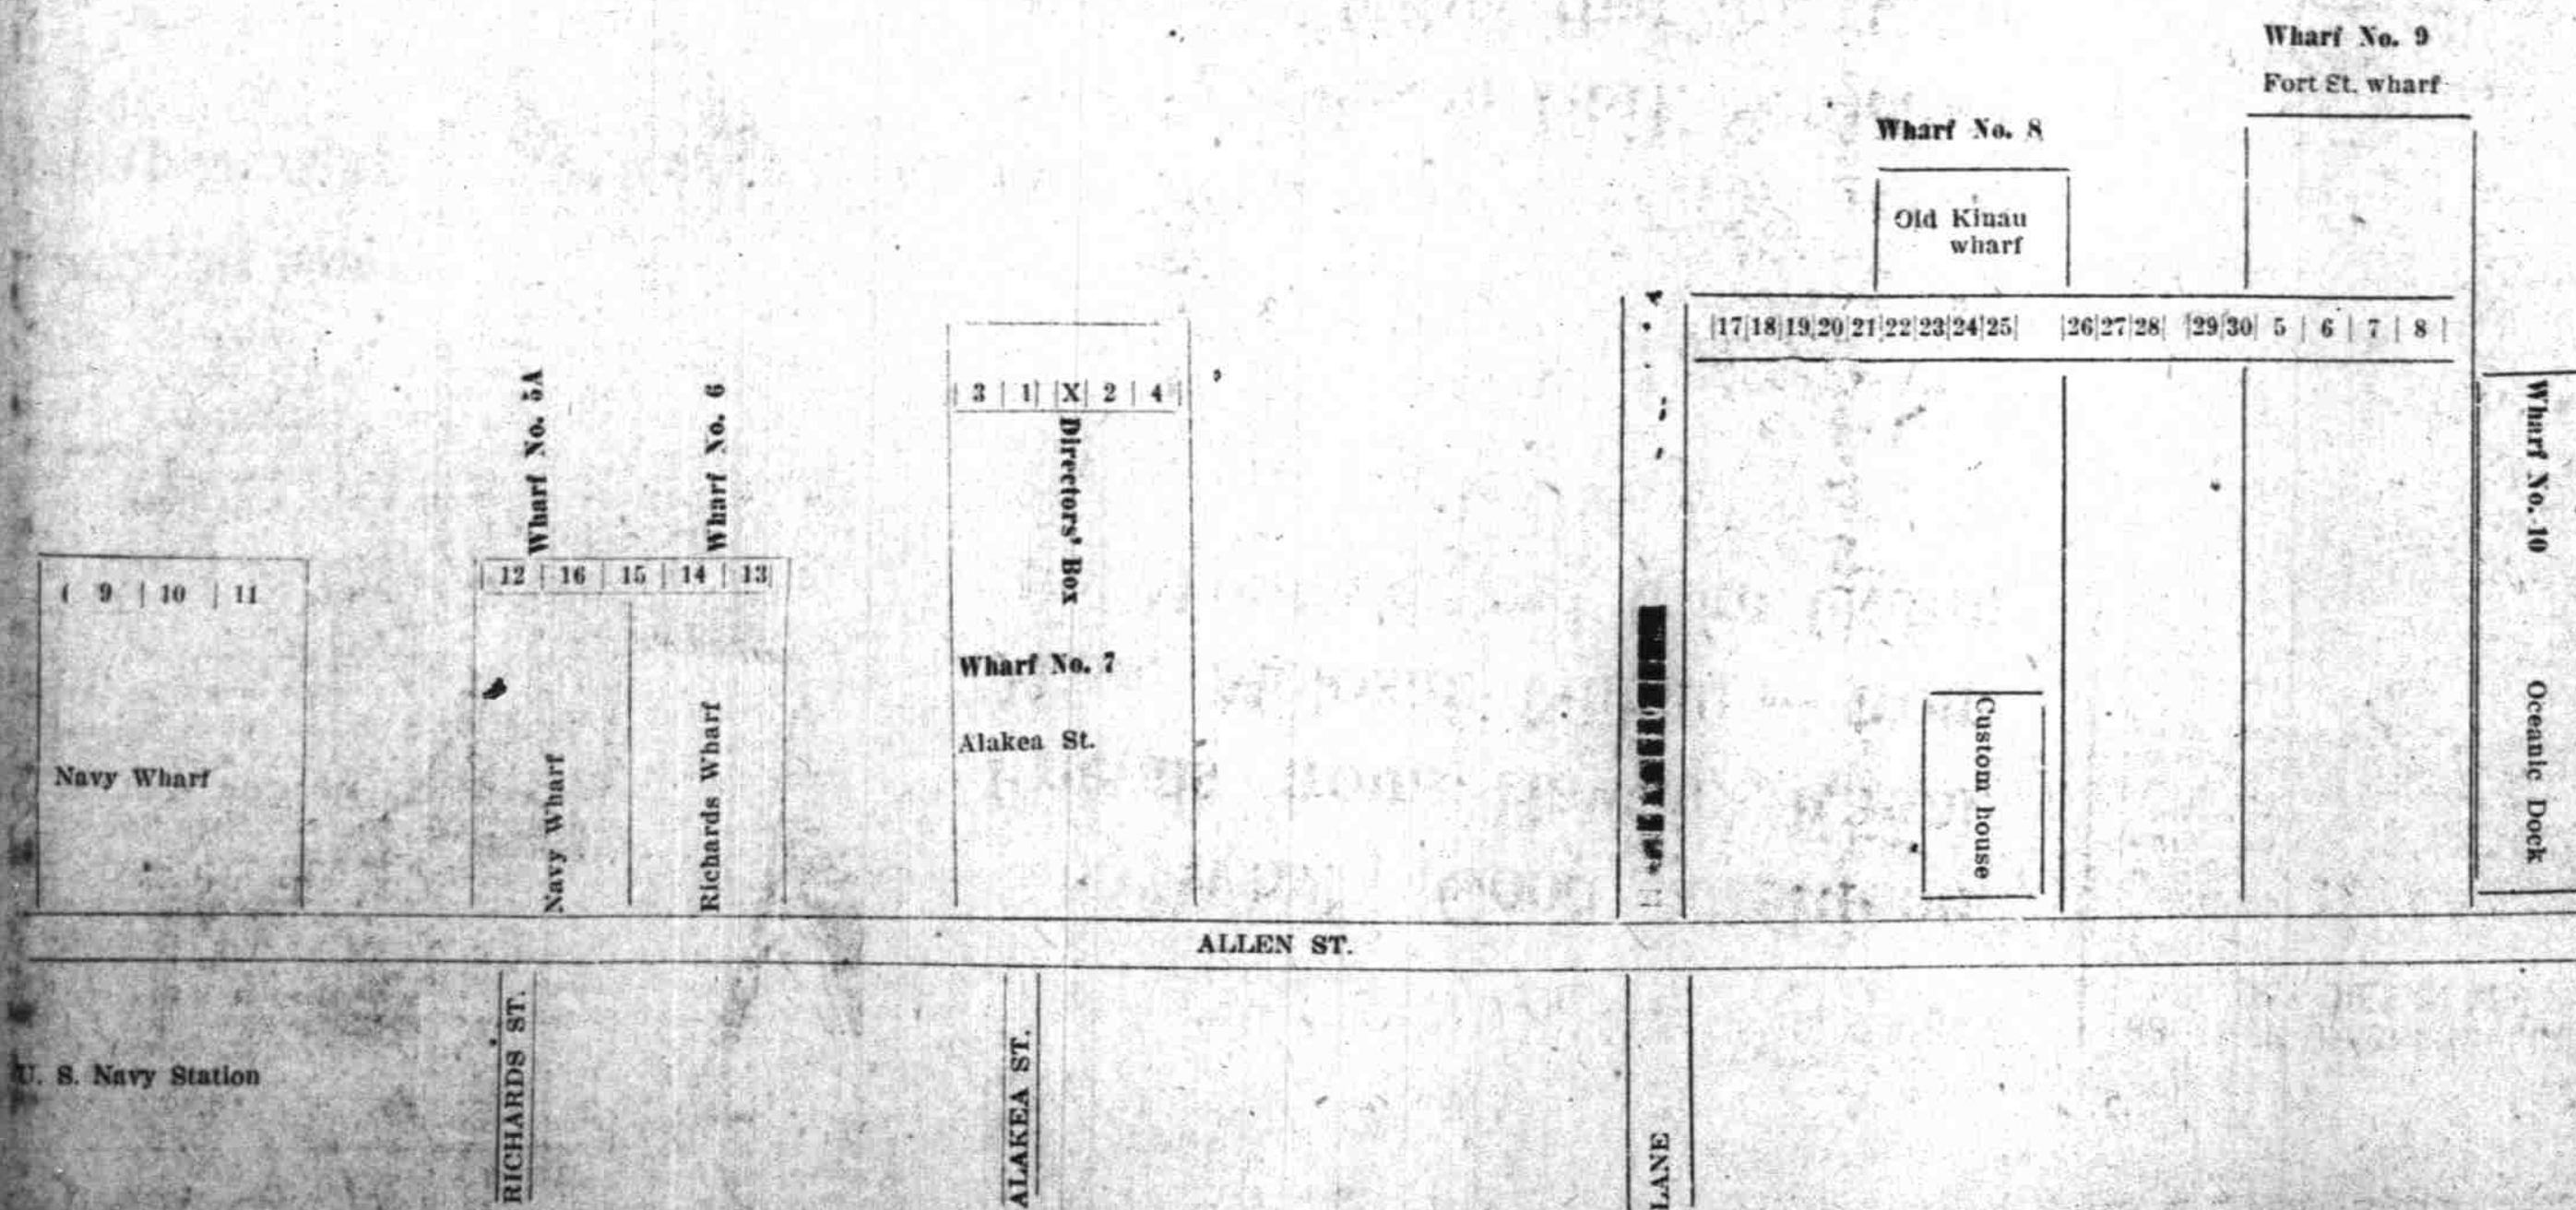 Wharf No. 9
Fort St. wharf
Wharf No. 8
Old Kinau
wharf
|17|18|19|20|21|22|23|24|25| |26|27|28| |29|30| 5 | 6 | 7 | 8 |
Wharf No. 10
Oceanic Dock
Custom house
| 3 | 1| |X| 2 | 4 |
Directors' Box
Wharf No. 7
Alakea St.
Wharf No. 5A
Wharf No. 6
| 12 | 16 | 15 | 14 | 13|
Navy Wharf
Richards Wharf
( 9 | 10 | 11
Navy Wharf
ALLEN ST.
RICHARDS ST.
ALAKEA ST.
LANE
U. S. Navy Station